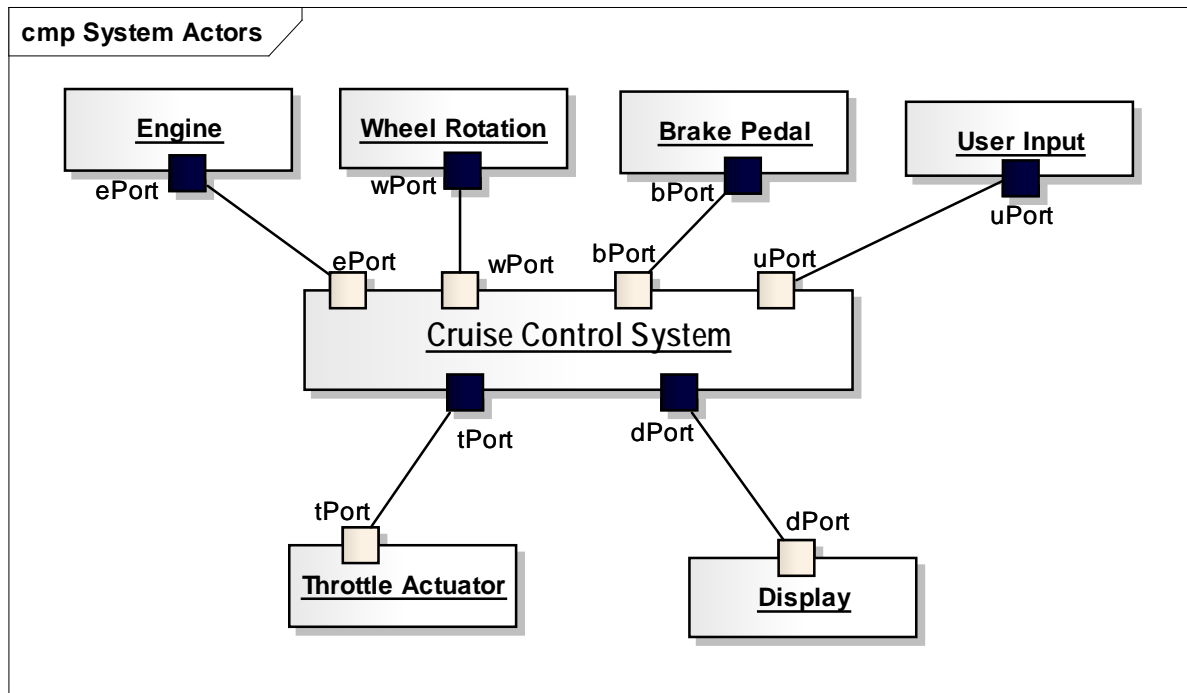 cmp System Actors
Engine
Wheel Rotation
Brake Pedal
User Input
ePort
wPort
bPort
uPort
ePort
wPort
bPort
uPort
Cruise Control System
tPort
dPort
tPort
dPort
Throttle Actuator
Display